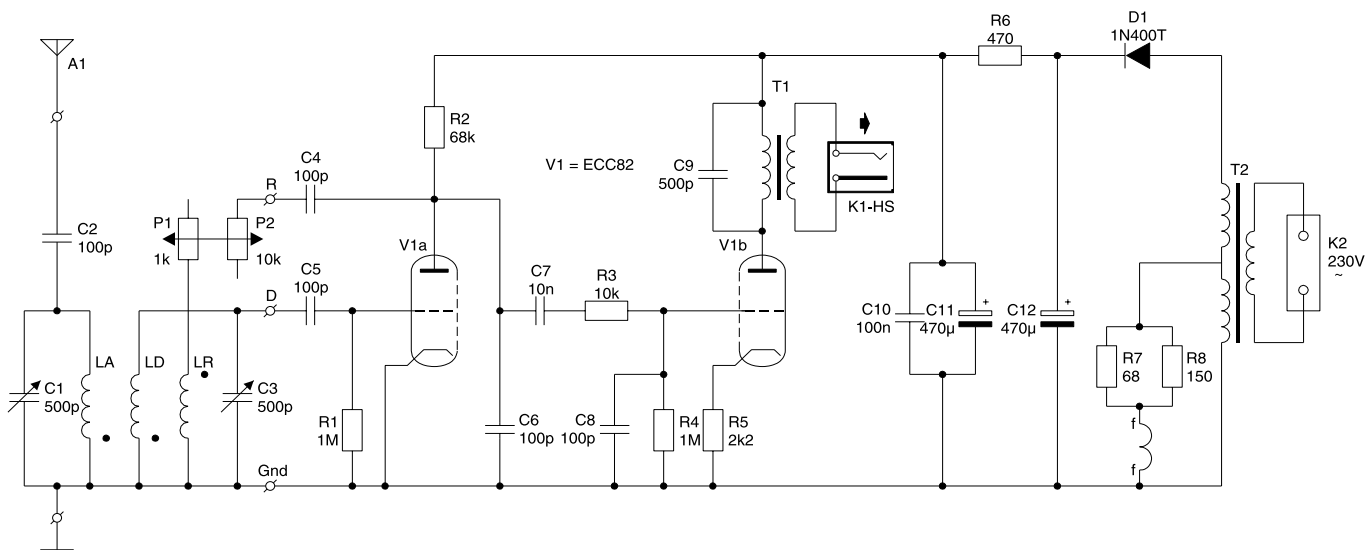 A1
C2
100p
C1
500p
LA
LD
LR
C3
500p
P1
1k
P2
10k
R
D
Gnd
C4
100p
C5
100p
R1
1M
R2
68k
V1a
C6
100p
C7
10n
R3
10k
C8
100p
R4
1M
R5
2k2
V1b
V1 = ECC82
C9
500p
T1
K1-HS
C10
100n
C11
470µ
+
C12
470µ
+
R6
470
D1
1N400T
R7
68
R8
150
f
f
T2
K2
230V
~